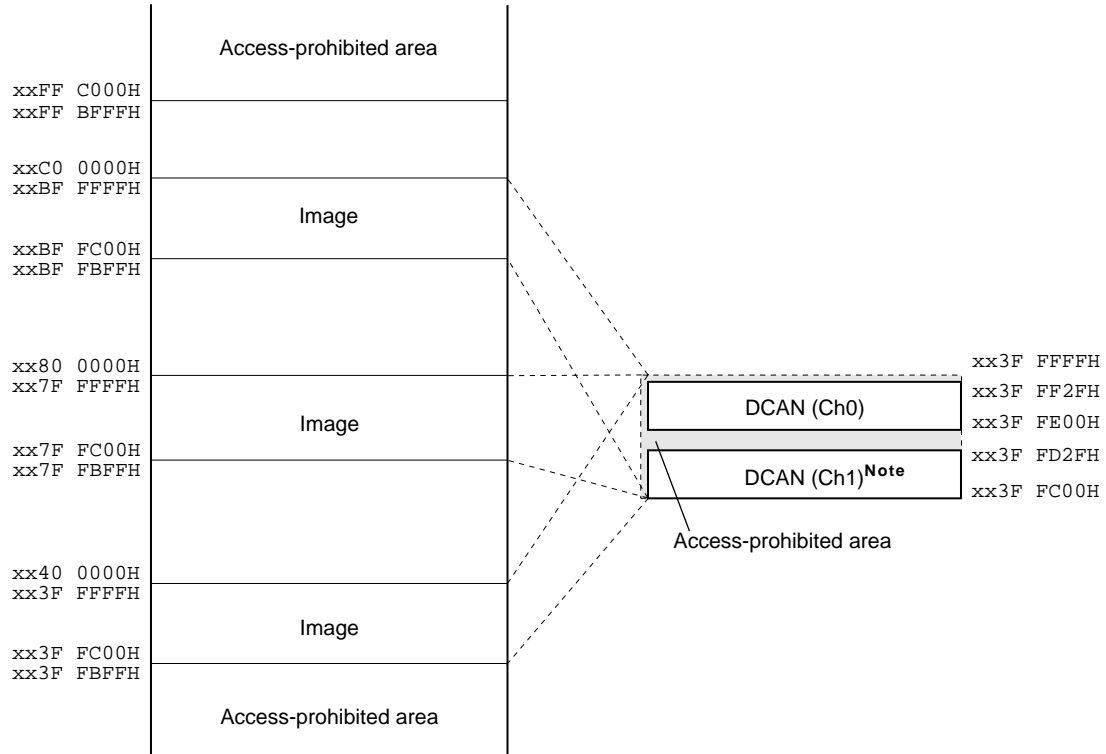 Access-prohibited area
xxFF C000H
xxFF BFFFH
xxC0 0000H
xxBF FFFFH
Image
xxBF FC00H
xxBF FBFFH
xx80 0000H
xx7F FFFFH
Image
xx7F FC00H
xx7F FBFFH
xx40 0000H
xx3F FFFFH
Image
xx3F FC00H
xx3F FBFFH
Access-prohibited area
xx3F FFFFH
xx3F FF2FH
DCAN (Ch0)
xx3F FE00H
xx3F FD2FH
DCAN (Ch1)Note
xx3F FC00H
Access-prohibited area